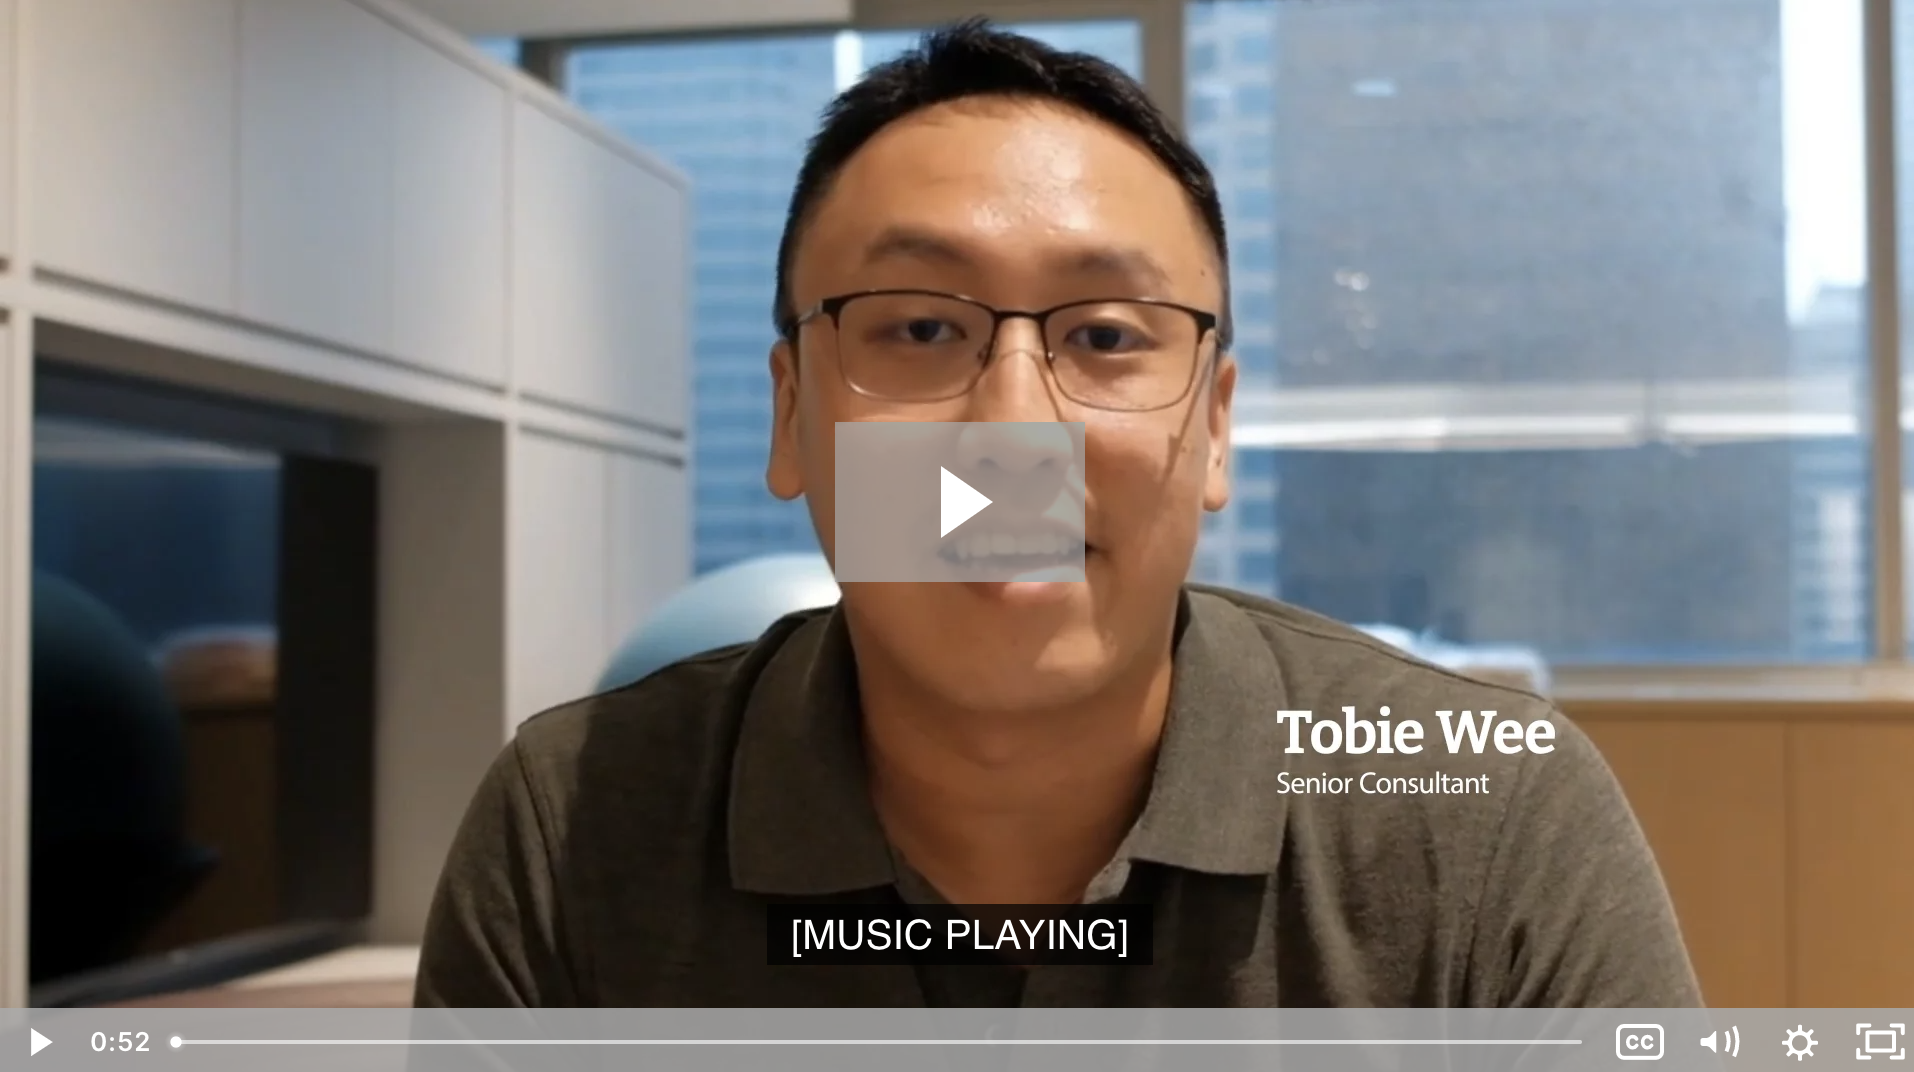 Tobie Wee
Senior Consultant
[MUSIC PLAYING]
0:52
CC